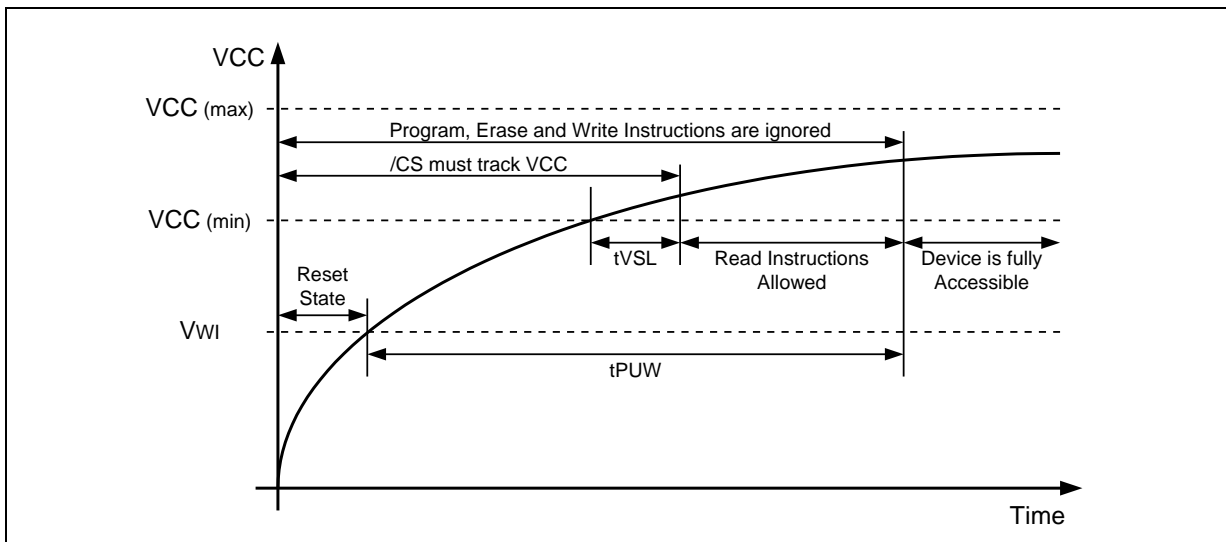 VCC
VCC (max)
Program, Erase and Write Instructions are ignored
/CS must track VCC
VCC (min)
tVSL
Read Instructions
Allowed
Device is fully
Accessible
Reset
State
VWI
tPUW
Time